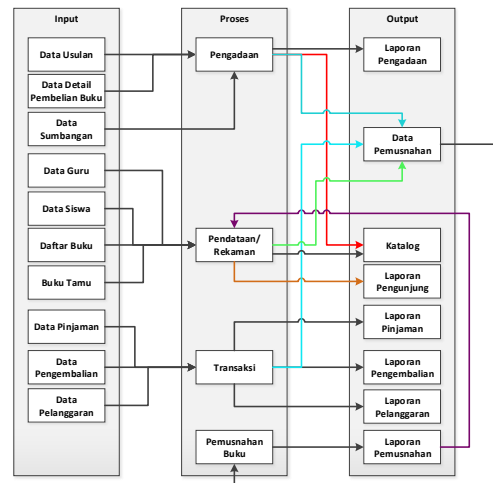 Input
Data Usulan
Data Detail
Pembelian Buku
Data
Sumbangan
Data Guru
Data Siswa
Daftar Buku
Buku Tamu
Data Pinjaman
Data
Pengembalian
Data
Pelanggaran
Proses
Pengadaan
Pendataan/
Rekaman
Transaksi
Pemusnahan
Buku
Output
Laporan
Pengadaan
Data
Pemusnahan
Katalog
Laporan
Pengunjung
Laporan
Pinjaman
Laporan
Pengembalian
Laporan
Pelanggaran
Laporan
Pemusnahan